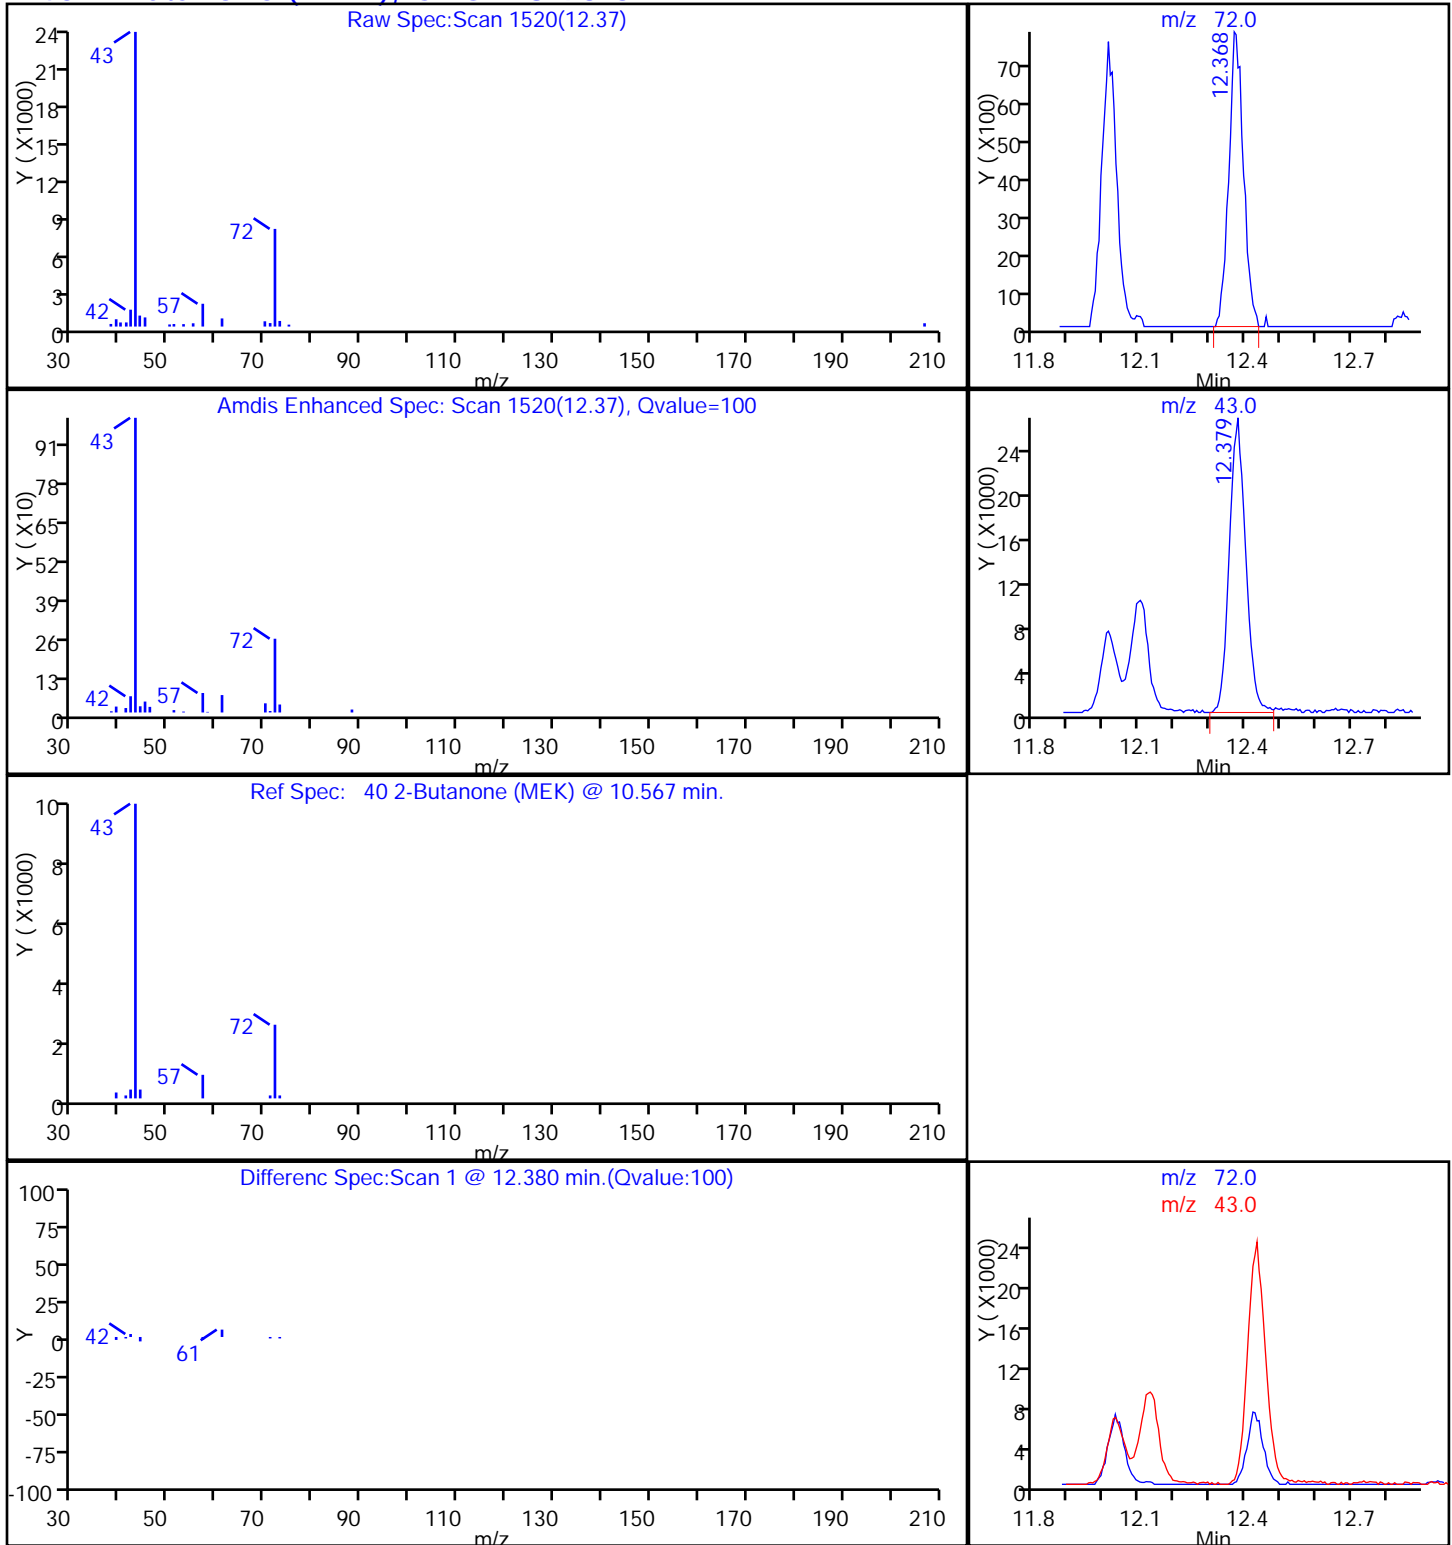 Raw Spec:Scan 1520(12.37)
24
21
18
15
12
9
6
3
0
Y ( X1000)
43
42
57
72
30 50 70 90 110 130 150 170 190 210
m/z
m/z 72.0
70
60
50
40
30
20
10
0
Y ( X100)
12.368
11.8 12.1 12.4 12.7
Min
Amdis Enhanced Spec: Scan 1520(12.37), Qvalue=100
91
78
65
52
39
26
13
0
Y ( X10)
43
42
57
72
30 50 70 90 110 130 150 170 190 210
m/z
m/z 43.0
24
20
16
12
8
4
0
Y ( X1000)
12.379
11.8 12.1 12.4 12.7
Min
Ref Spec: 40 2-Butanone (MEK) @ 10.567 min.
10
8
6
4
2
0
Y ( X1000)
43
57
72
30 50 70 90 110 130 150 170 190 210
m/z
Differenc Spec:Scan 1 @ 12.380 min.(Qvalue:100)
100
75
50
25
0
-25
-50
-75
-100
Y
42
61
30 50 70 90 110 130 150 170 190 210
m/z
m/z 72.0
m/z 43.0
24
20
16
12
8
4
0
Y ( X1000)
11.8 12.1 12.4 12.7
Min